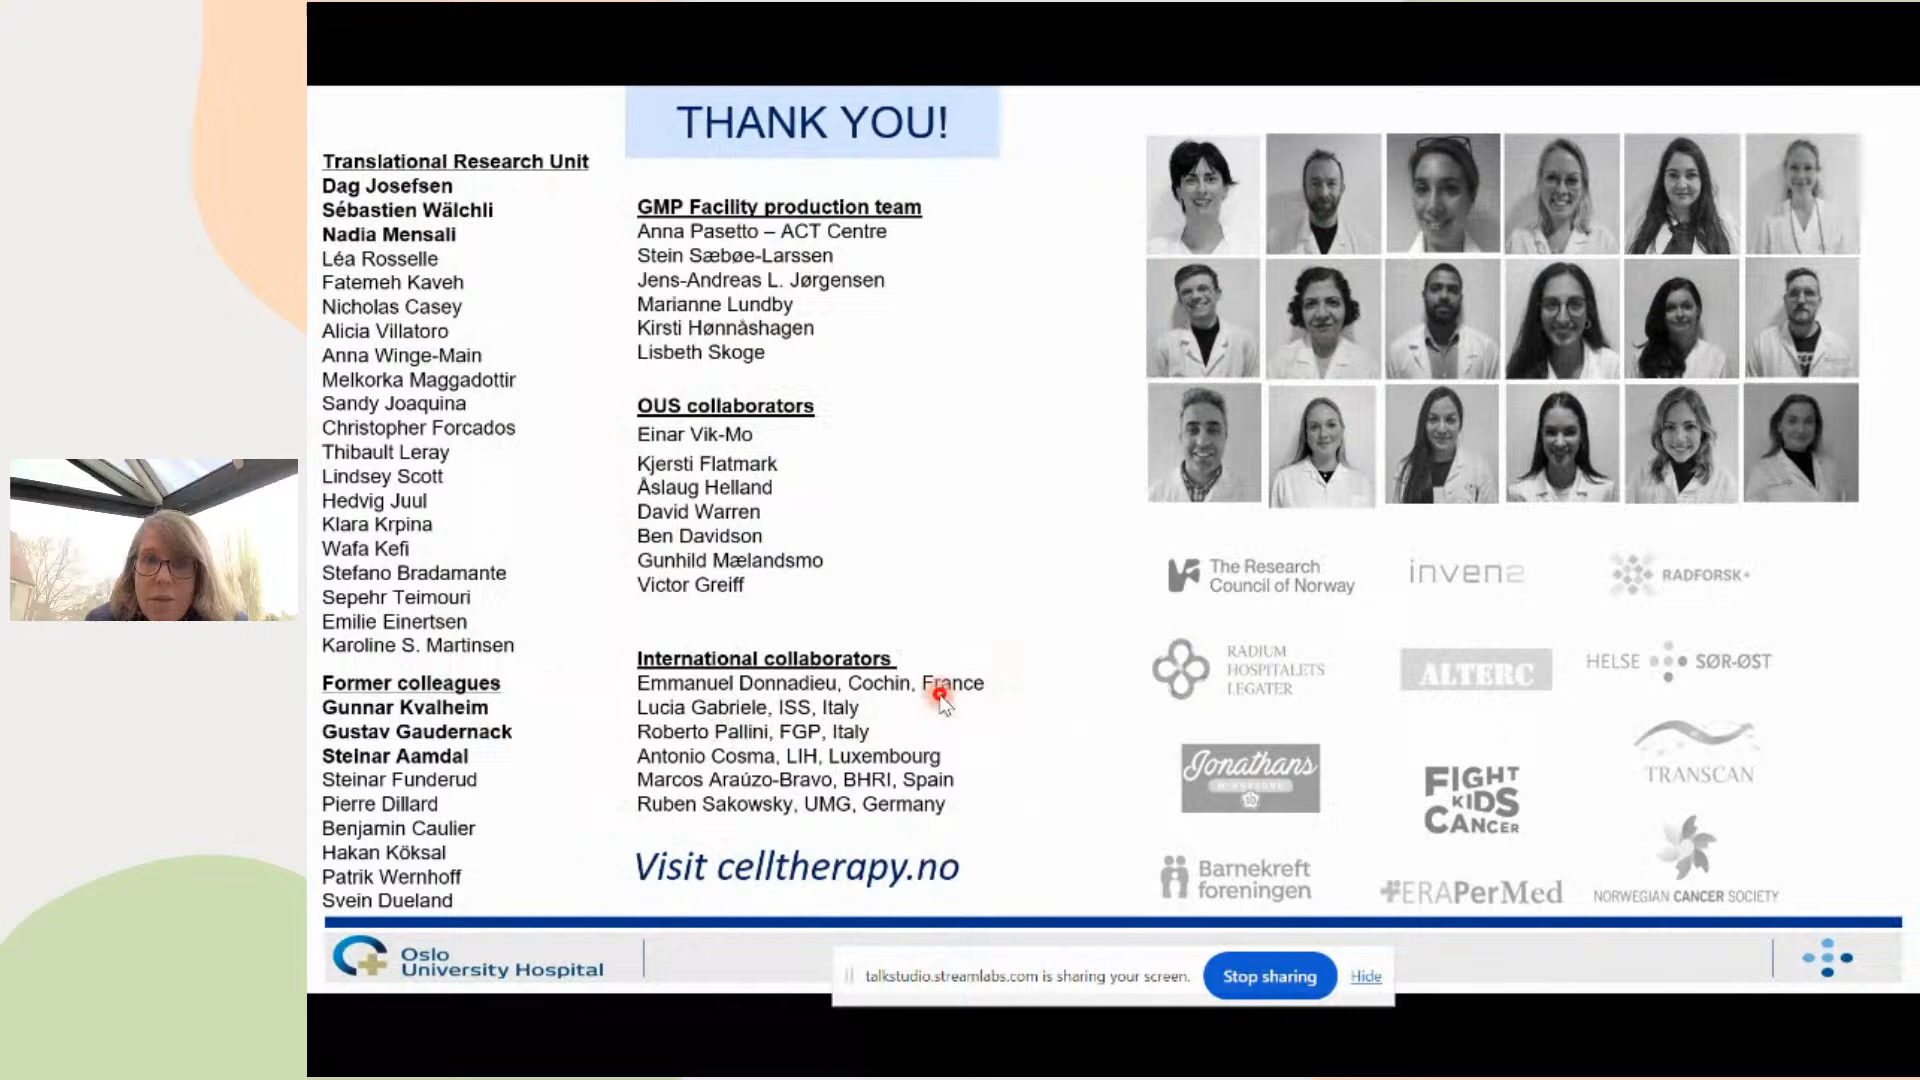 THANK YOU!
Translational Research Unit
Dag Josefsen
Sébastien Wälchli
Nadia Mensali
Léa Rosselle
Fatemeh Kaveh
Nicholas Casey
Alicia Villatoro
Anna Winge-Main
Melkorka Maggadottir
Sandy Joaquina
Christopher Forcados
Thibault Leray
Lindsey Scott
Hedvig Juul
Klara Krpina
Wafa Kefi
Stefano Bradamante
Sepehr Teimouri
Emilie Einertsen
Karoline S. Martinsen
Former colleagues
Gunnar Kvalheim
Gustav Gaudernack
Steinar Aamdal
Steinar Funderud
Pierre Dillard
Benjamin Caulier
Hakan Köksal
Patrik Wernhoff
Svein Dueland
GMP Facility production team
Anna Pasetto – ACT Centre
Stein Sæbøe-Larssen
Jens-Andreas L. Jørgensen
Marianne Lundby
Kirsti Hønnåshagen
Lisbeth Skoge
OUS collaborators
Einar Vik-Mo
Kjersti Flatmark
Åslaug Helland
David Warren
Ben Davidson
Gunhild Mælandsmo
Victor Greiff
International collaborators
Emmanuel Donnadieu, Cochin, France
Lucia Gabriele, ISS, Italy
Roberto Pallini, FGP, Italy
Antonio Cosma, LIH, Luxembourg
Marcos Araúzo-Bravo, BHRI, Spain
Ruben Sakowsky, UMG, Germany
Visit celltherapy.no
The Research
Council of Norway
inven2
RADFORSK
RADIUM
HOSPITALETS
LEGATER
ALTERC
HELSE SØR-ØST
Jonathans
TRANSCAN
FIGHT
KIDS
CANCER
Barnekreft
foreningen
ERAPerMed
NORWEGIAN CANCER SOCIETY
Oslo
University Hospital
talkstudio.streamlabs.com is sharing your screen.
Stop sharing
Hide